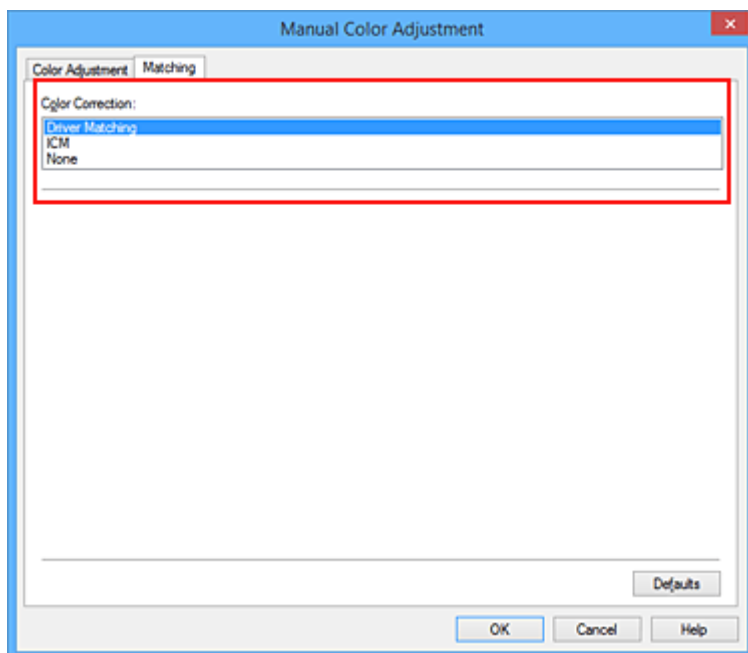 Manual Color Adjustment
Color Adjustment Matching
Color Correction:
Driver Matching
ICM
None
Defaults
OK Cancel Help